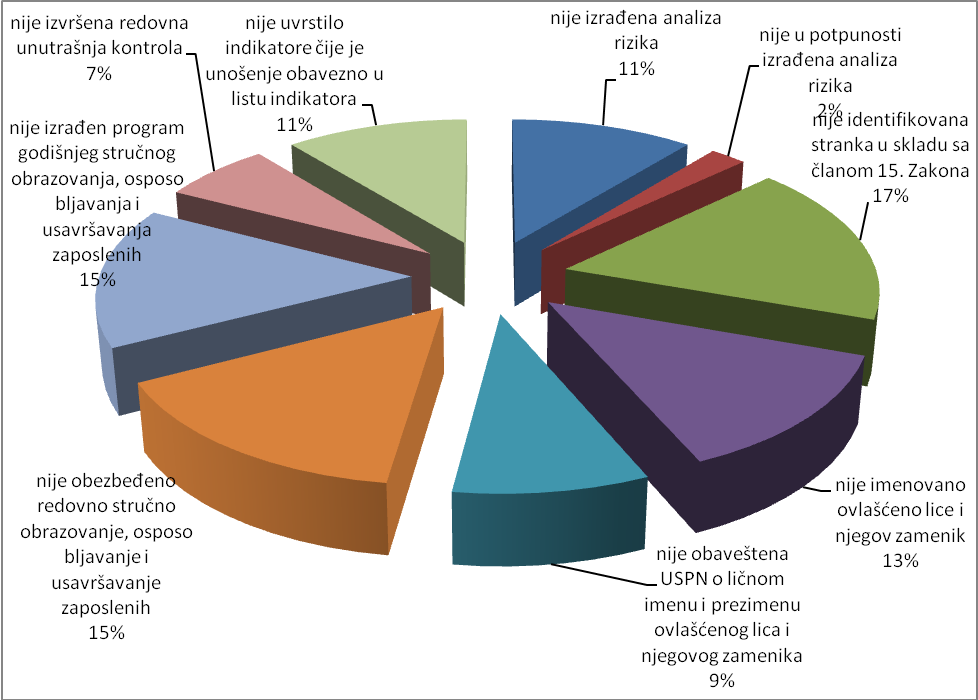 nije izvršena redovna
unutrašnja kontrola
7%
nije uvrstilo
indikatore čije je
unošenje obavezno u
listu indikatora
11%
nije izrađena analiza
rizika
11%
nije u potpunosti
izrađena analiza
rizika
2%
nije identifikovana
stranka u skladu sa
članom 15. Zakona
17%
nije izrađen program
godišnjeg stručnog
obrazovanja, osposo
bljavanja i
usavršavanja
zaposlenih
15%
nije obezbeđeno
redovno stručno
obrazovanje, osposo
bljavanje i
usavršavanje
zaposlenih
15%
nije obaveštena
USPN o ličnom
imenu i prezimenu
ovlašćenog lica i
njegovog zamenika
9%
nije imenovano
ovlašćeno lice i
njegov zamenik
13%